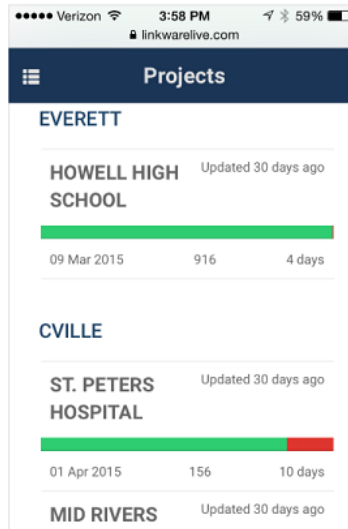 Verizon 3:58 PM 59%
linkwarelive.com
Projects
EVERETT
HOWELL HIGH Updated 30 days ago
SCHOOL
09 Mar 2015 916 4 days
CVILLE
ST. PETERS Updated 30 days ago
HOSPITAL
01 Apr 2015 156 10 days
MID RIVERS Updated 30 days ago